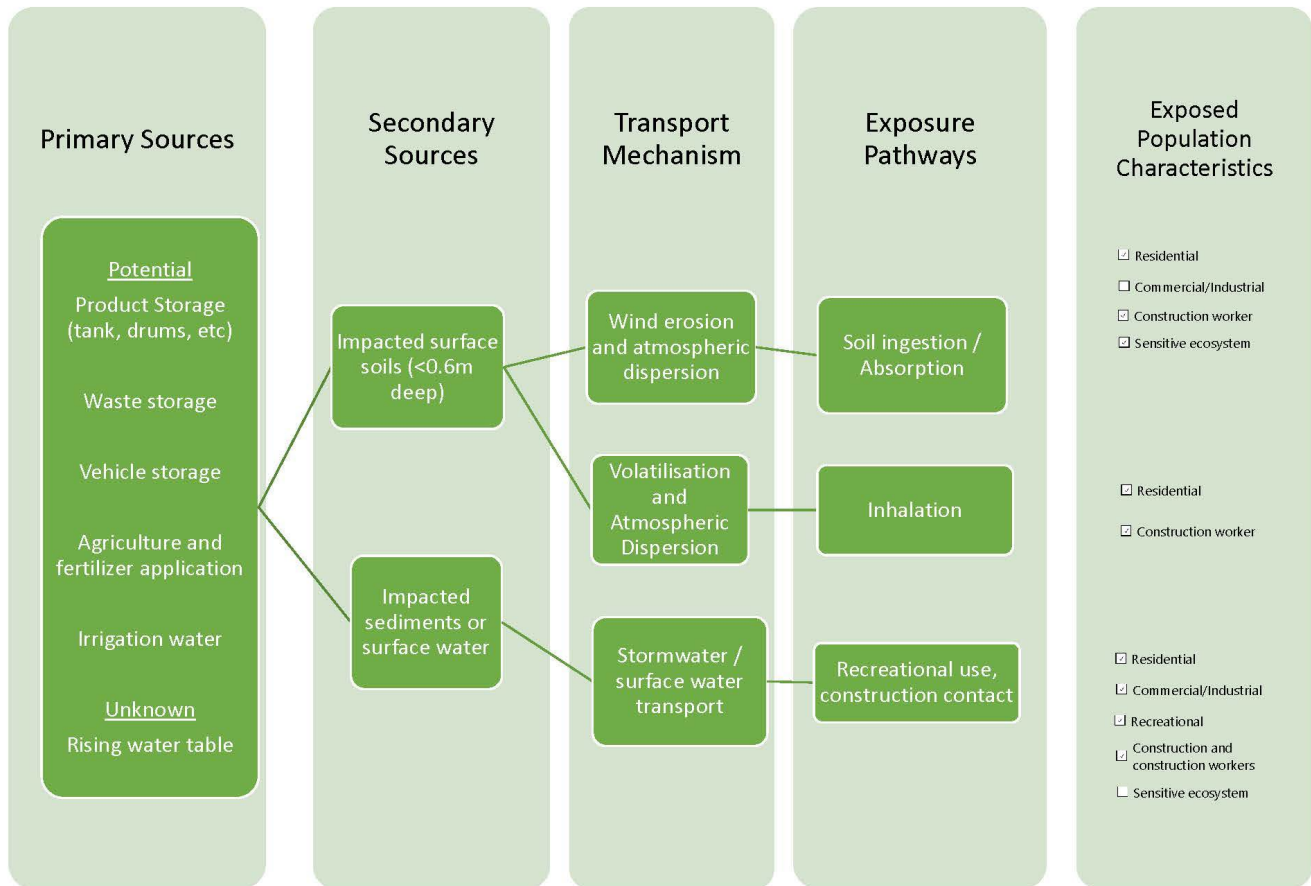 Primary Sources
Potential
Product Storage
(tank, drums, etc)
Waste storage
Vehicle storage
Agriculture and
fertilizer application
Irrigation water
Unknown
Rising water table
Secondary
Sources
Impacted surface
soils (<0.6m
deep)
Impacted
sediments or
surface water
Transport
Mechanism
Wind erosion
and atmospheric
dispersion
Volatilisation
and
Atmospheric
Dispersion
Stormwater /
surface water
transport
Exposure
Pathways
Soil ingestion /
Absorption
Inhalation
Recreational use,
construction contact
Exposed
Population
Characteristics
Residential
Commercial/Industrial
Construction worker
Sensitive ecosystem
Residential
Construction worker
Residential
Commercial/Industrial
Recreational
Construction and
construction workers
Sensitive ecosystem